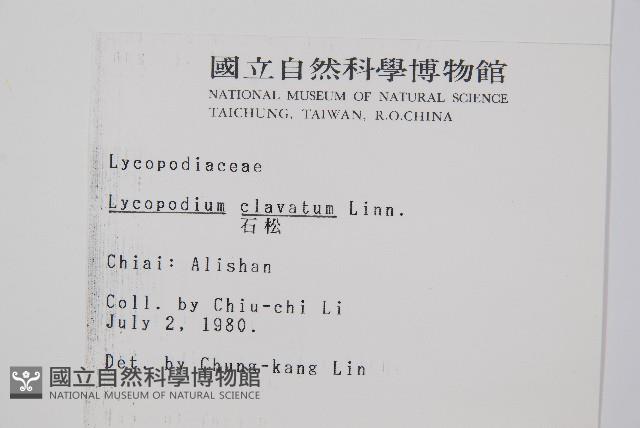 國立自然科學博物館
NATIONAL MUSEUM OF NATURAL SCIENCE
TAICHUNG, TAIWAN, R.O.CHINA
Lycopodiaceae
Lycopodium clavatum Linn.
石松
Chiai: Alishan
Coll. by Chiu-chi Li
July 2, 1980.
Det. by Chung-kang Lin
國立自然科學博物館
NATIONAL MUSEUM OF NATURAL SCIENCE